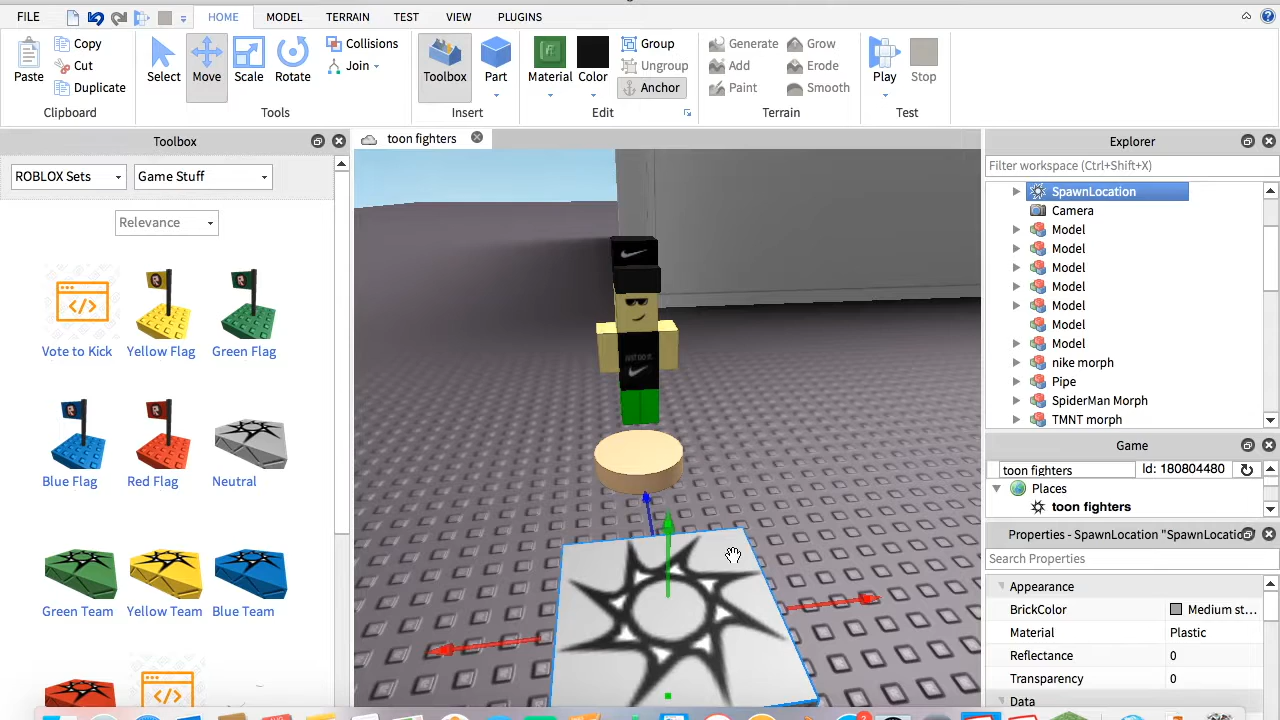 FILE HOME MODEL TERRAIN TEST VIEW PLUGINS
Paste
Copy
Cut
Duplicate
Clipboard
Select Move Scale Rotate
Collisions
Join
Tools
Toolbox Part
Insert
Material Color
Group
Ungroup
Anchor
Edit
Generate Grow
Add Erode
Paint Smooth
Terrain
Play Stop
Test
Toolbox
ROBLOX Sets Game Stuff
Relevance
Vote to Kick Yellow Flag Green Flag
Blue Flag Red Flag Neutral
Green Team Yellow Team Blue Team
toon fighters
JUST DO IT.
Explorer
Filter workspace (Ctrl+Shift+X)
SpawnLocation
Camera
Model
Model
Model
Model
Model
Model
Model
nike morph
Pipe
SpiderMan Morph
TMNT morph
Game
toon fighters Id: 180804480
Places
toon fighters
Properties - SpawnLocation "SpawnLocatio
Search Properties
Appearance
BrickColor Medium st...
Material Plastic
Reflectance 0
Transparency 0
Data